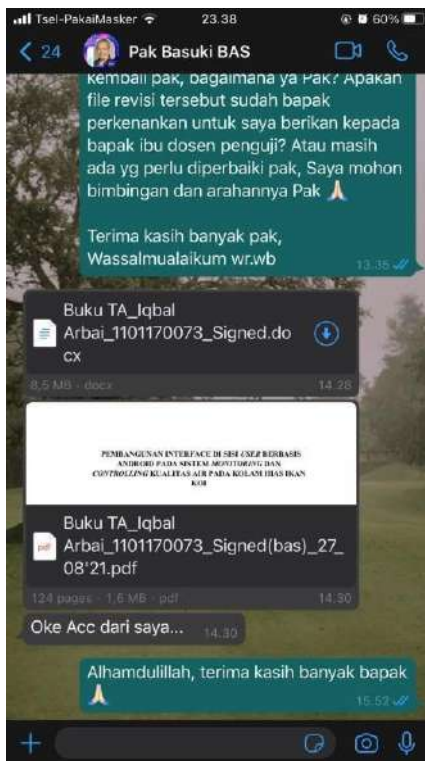 Tsel-PakaiMasker 23.38 60%
24 Pak Basuki BAS
kembali pak, bagaimana ya Pak? Apakah
file revisi tersebut sudah bapak
perkenankan untuk saya berikan kepada
bapak ibu dosen penguji? Atau masih
ada yg perlu diperbaiki pak, Saya mohon
bimbingan dan arahannya Pak 🙏🏻
Terima kasih banyak pak,
Wassalmualaikum wr.wb
13.35
Buku TA_Iqbal
Arbai_1101170073_Signed.do
cx
8,5 MB · docx 14.28
PEMBANGUNAN INTERFACE DI SISI USER BERBASIS
ANDROID PADA SISTEM MONITORING DAN
CONTROLLING KUALITAS AIR PADA KOLAM HIAS IKAN
KOI
Buku TA_Iqbal
pdf Arbai_1101170073_Signed(bas)_27_
08'21.pdf
124 pages · 1,6 MB · pdf 14.30
Oke Acc dari saya... 14.30
Alhamdulillah, terima kasih banyak bapak
🙏🏻
15.52